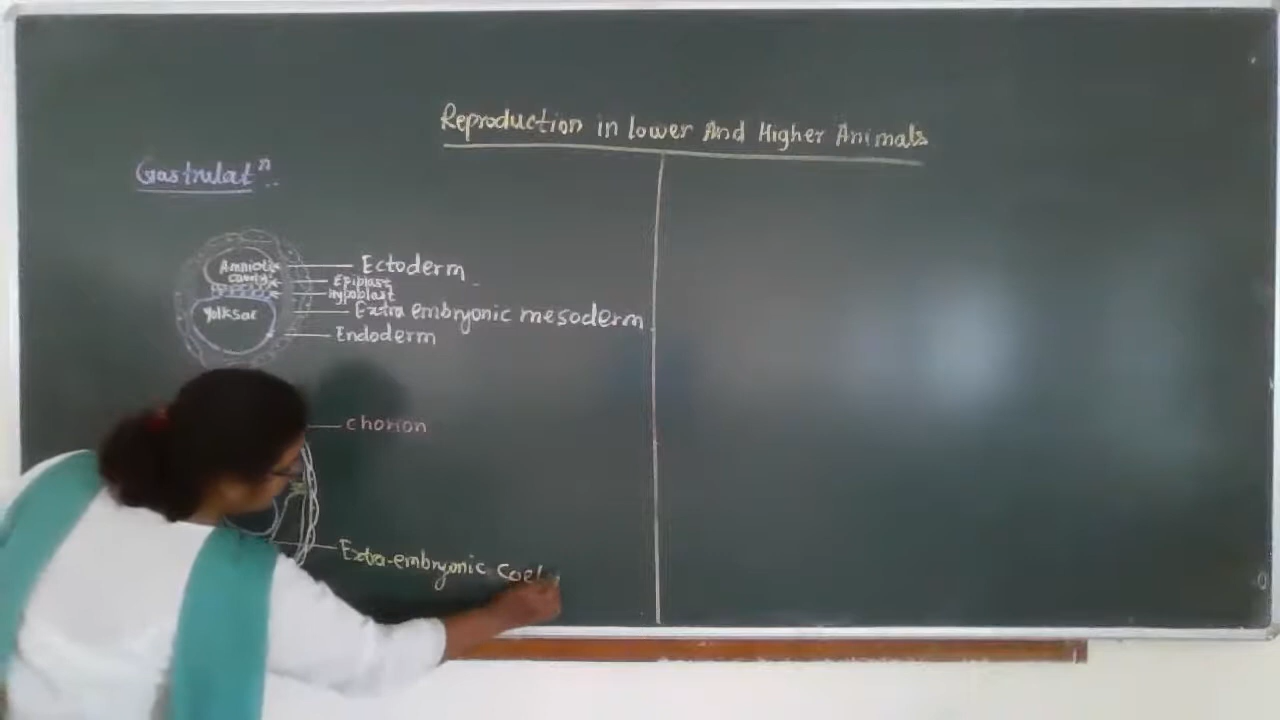 Reproduction in lower And Higher Animals
Gastrulatⁿ..
Amniotic
cavity
Ectoderm
Epiblast
Hypoblast
Yolksac
Extra embryonic mesoderm
Endoderm
chorion
Extra-embryonic coel